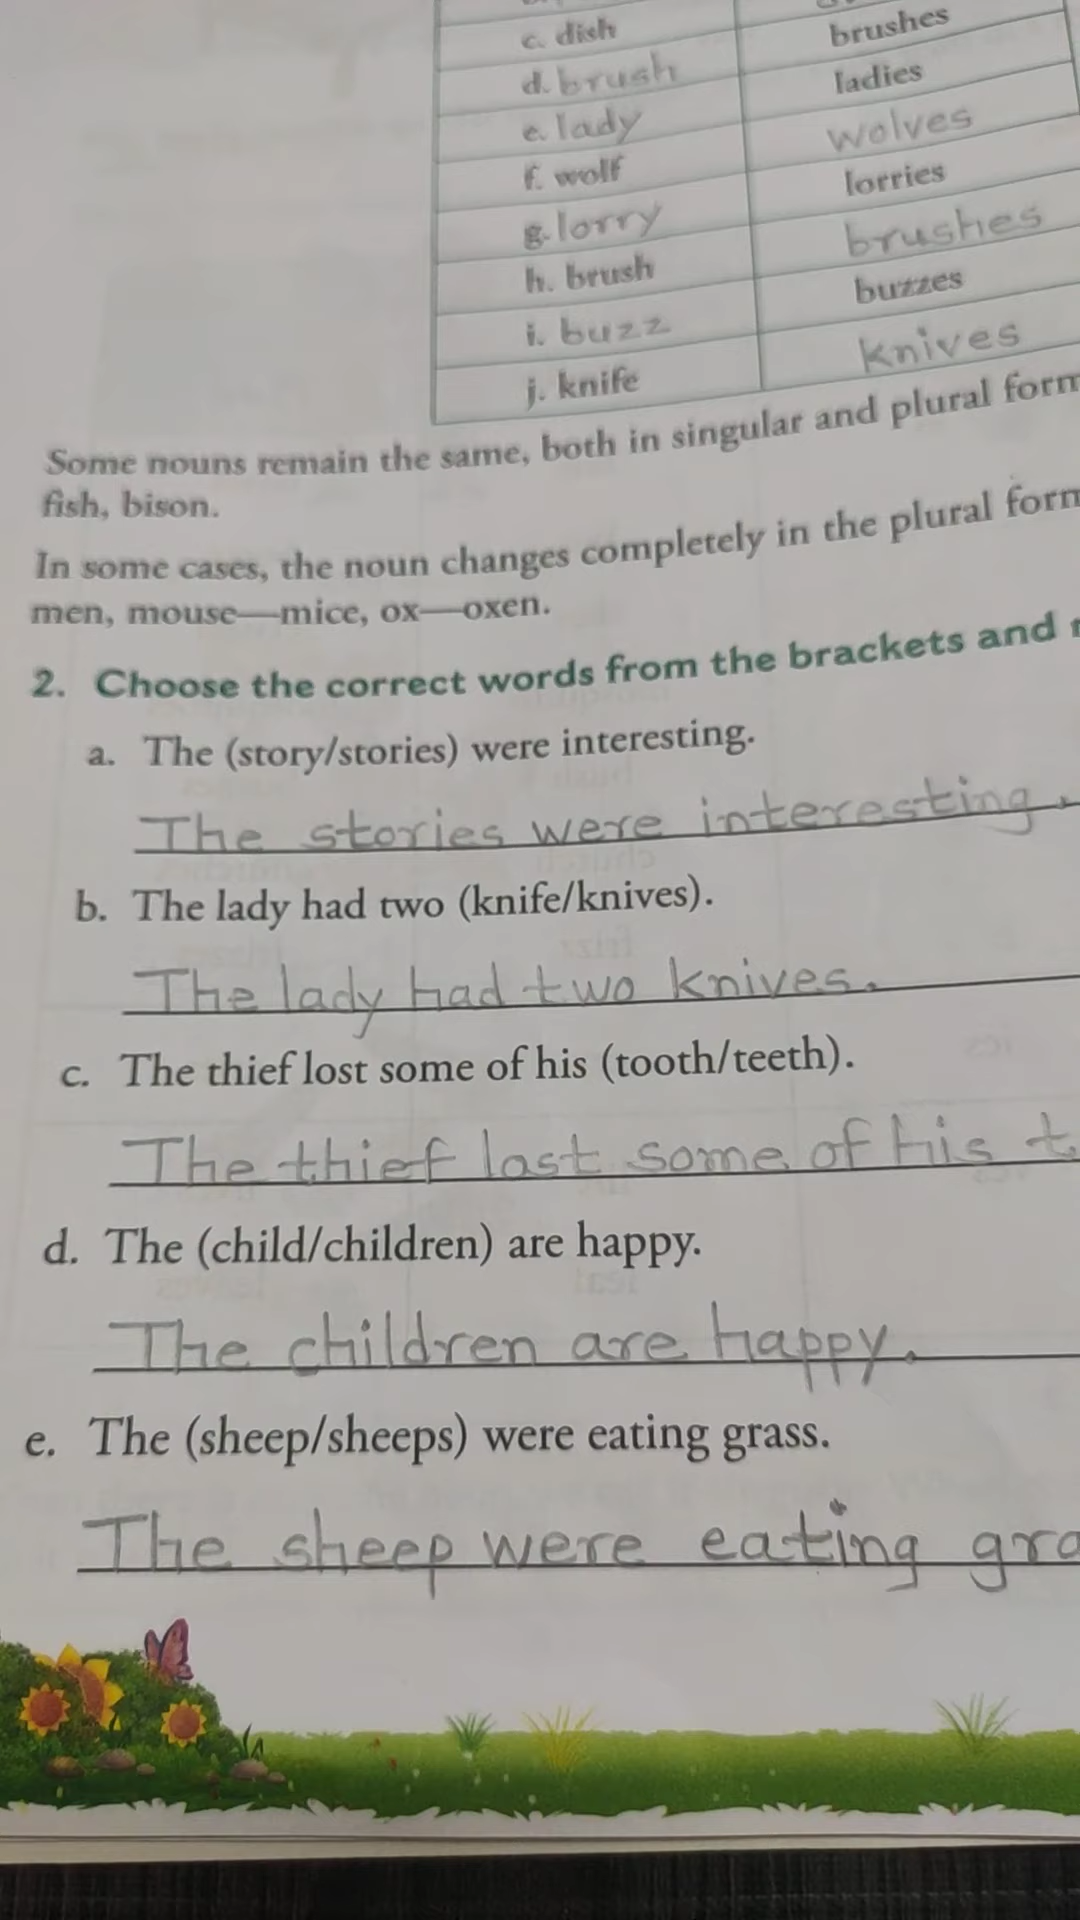 c. dish brushes
d. brush ladies
e. lady wolves
f. wolf lorries
g. lorry brushes
h. brush buzzes
i. buzz knives
j. knife
Some nouns remain the same, both in singular and plural form
fish, bison.
In some cases, the noun changes completely in the plural form
men, mouse—mice, ox—oxen.
2. Choose the correct words from the brackets and
a. The (story/stories) were interesting.
The stories were interesting.
b. The lady had two (knife/knives).
The lady had two knives.
c. The thief lost some of his (tooth/teeth).
The thief last some of his t
d. The (child/children) are happy.
The children are happy.
e. The (sheep/sheeps) were eating grass.
The sheep were eating gra